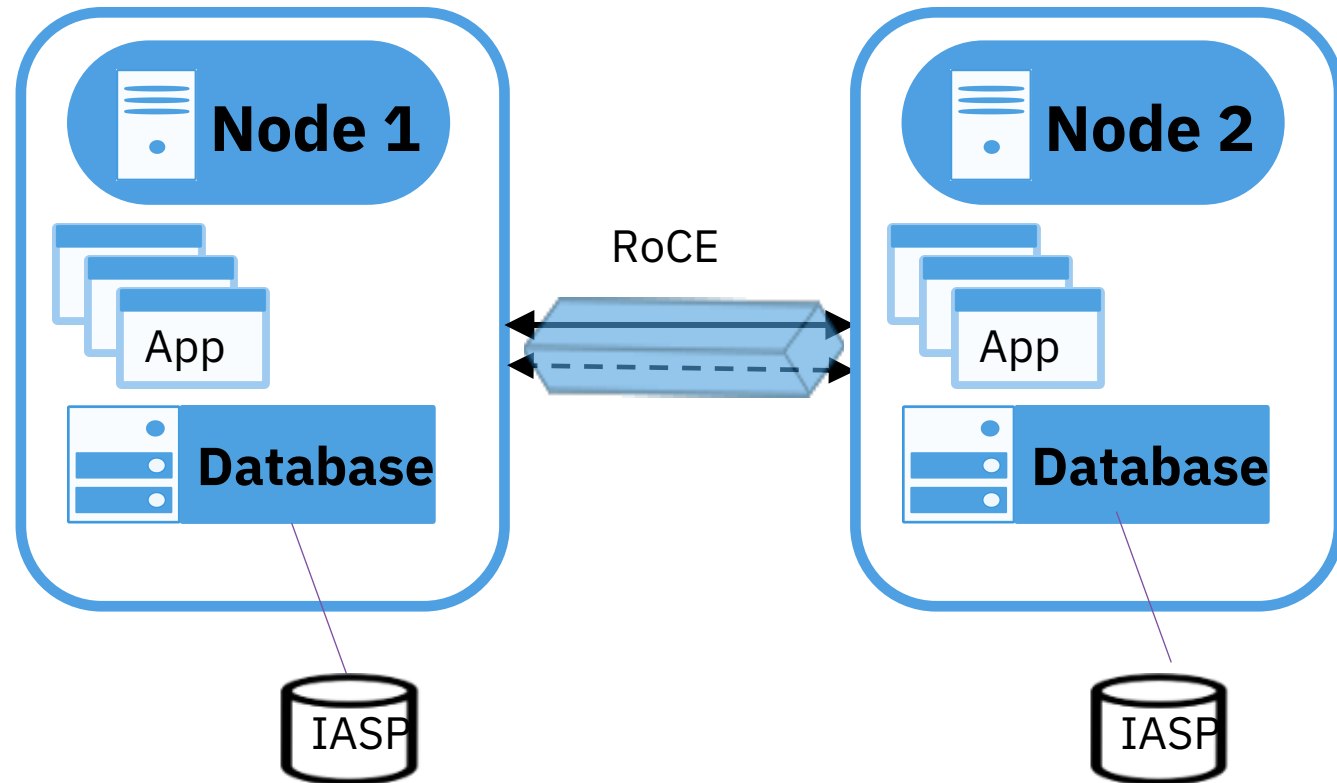 Node 1
Node 2
RoCE
App
App
Database
Database
IASP
IASP